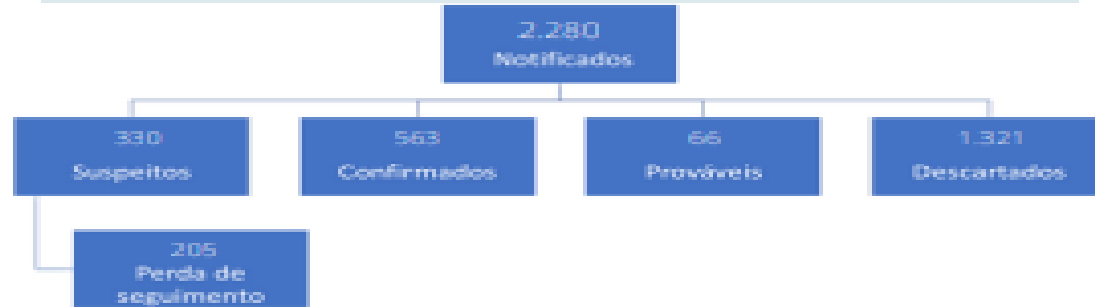 2.280
Notificados
330
Suspeitos
563
Confirmados
66
Prováveis
1.321
Descartados
205
Perda de
seguimento